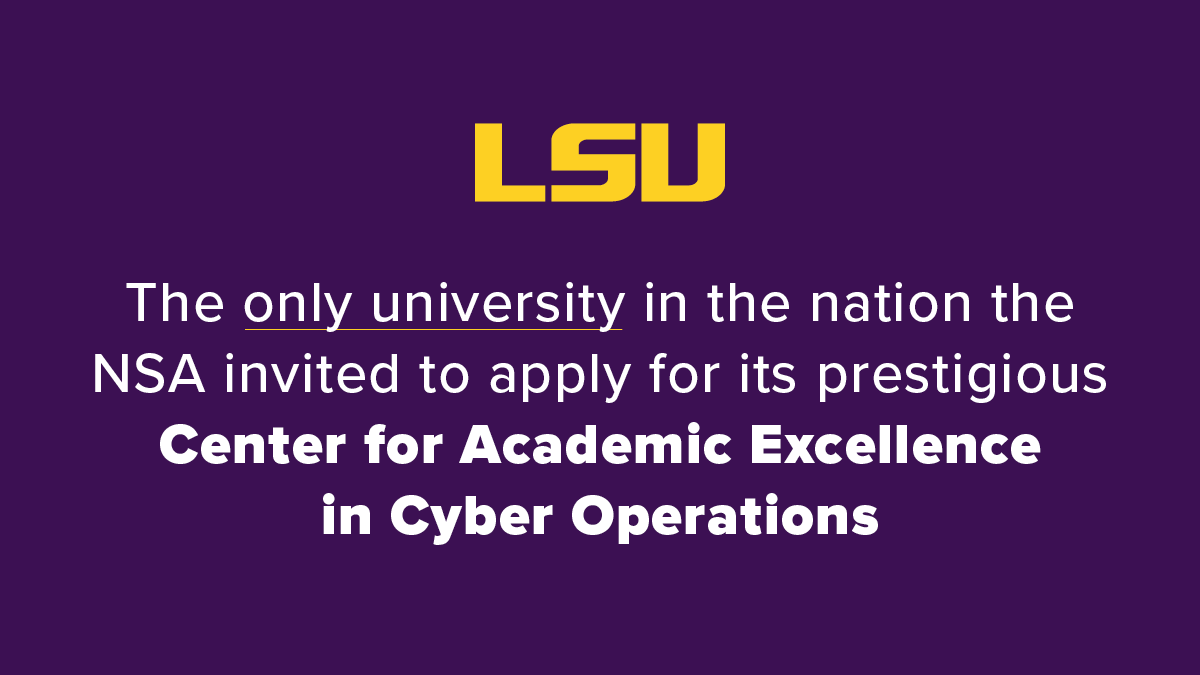 LSU
The only university in the nation the
NSA invited to apply for its prestigious
Center for Academic Excellence
in Cyber Operations